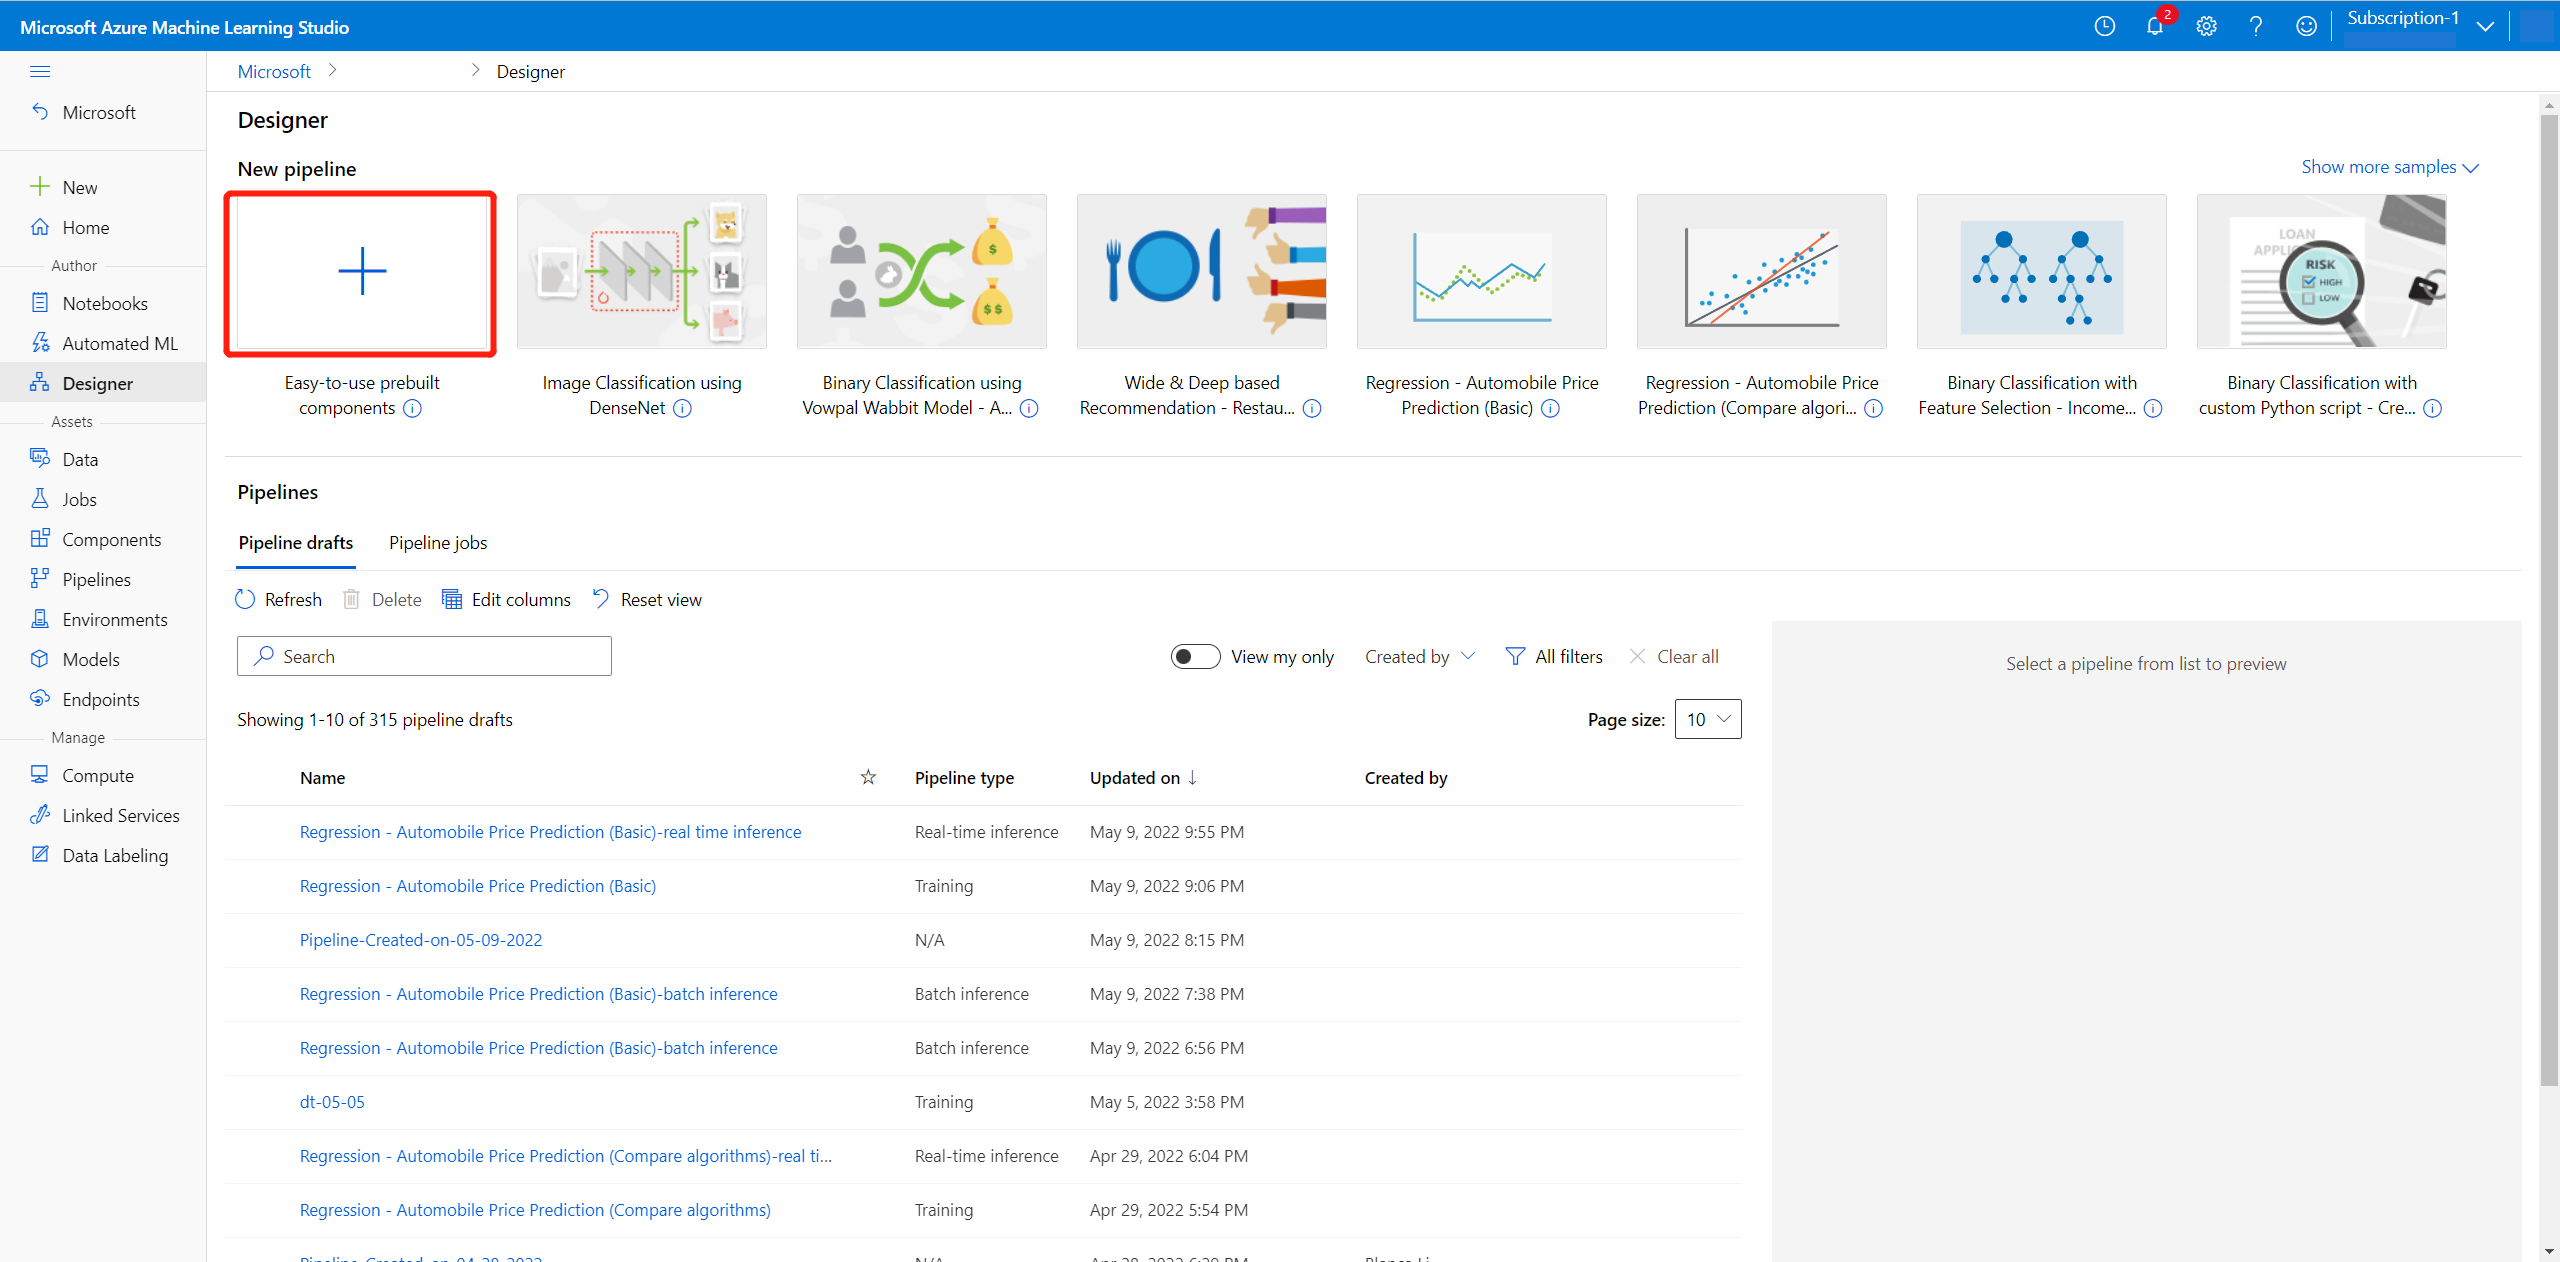 Microsoft Azure Machine Learning Studio
2
Subscription-1
Microsoft
Designer
Microsoft
New
Home
Author
Notebooks
Automated ML
Designer
Assets
Data
Jobs
Components
Pipelines
Environments
Models
Endpoints
Manage
Compute
Linked Services
Data Labeling
Designer
New pipeline
Show more samples
$
$ $
LOAN
RISK
HIGH
LOW
Easy-to-use prebuilt
components
Image Classification using
DenseNet
Binary Classification using
Vowpal Wabbit Model - A...
Wide & Deep based
Recommendation - Restau...
Regression - Automobile Price
Prediction (Basic)
Regression - Automobile Price
Prediction (Compare algori...
Binary Classification with
Feature Selection - Income...
Binary Classification with
custom Python script - Cre...
Pipelines
Pipeline drafts
Pipeline jobs
Refresh
Delete
Edit columns
Reset view
Search
View my only
Created by
All filters
Clear all
Select a pipeline from list to preview
Showing 1-10 of 315 pipeline drafts
Page size:
10
Name Pipeline type Updated on Created by
Regression - Automobile Price Prediction (Basic)-real time inference Real-time inference May 9, 2022 9:55 PM
Regression - Automobile Price Prediction (Basic) Training May 9, 2022 9:06 PM
Pipeline-Created-on-05-09-2022 N/A May 9, 2022 8:15 PM
Regression - Automobile Price Prediction (Basic)-batch inference Batch inference May 9, 2022 7:38 PM
Regression - Automobile Price Prediction (Basic)-batch inference Batch inference May 9, 2022 6:56 PM
dt-05-05 Training May 5, 2022 3:58 PM
Regression - Automobile Price Prediction (Compare algorithms)-real ti... Real-time inference Apr 29, 2022 6:04 PM
Regression - Automobile Price Prediction (Compare algorithms) Training Apr 29, 2022 5:54 PM